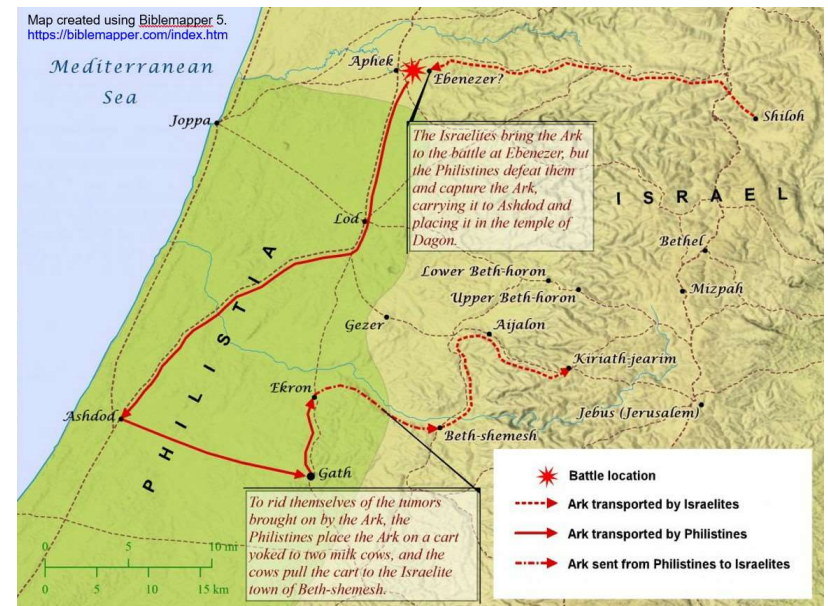 Map created using Biblemapper 5.
https://biblemapper.com/index.htm
Mediterranean
Sea
Aphek
Ebenezer?
Shiloh
Joppa
The Israelites bring the Ark
to the battle at Ebenezer, but
the Philistines defeat them
and capture the Ark,
carrying it to Ashdod and
placing it in the temple of
Dagon.
ISRAEL
Lod
Bethel
Lower Beth-horon
Upper Beth-horon
Mizpah
PHILISTIA
Gezer
Aijalon
Kiriath-jearim
Ekron
Jebus (Jerusalem)
Ashdod
Beth-shemesh
Gath
To rid themselves of the tumors
brought on by the Ark, the
Philistines place the Ark on a cart
yoked to two milk cows, and the
cows pull the cart to the Israelite
town of Beth-shemesh.
0 5 10 mi
0 5 10 15 km
Battle location
Ark transported by Israelites
Ark transported by Philistines
Ark sent from Philistines to Israelites